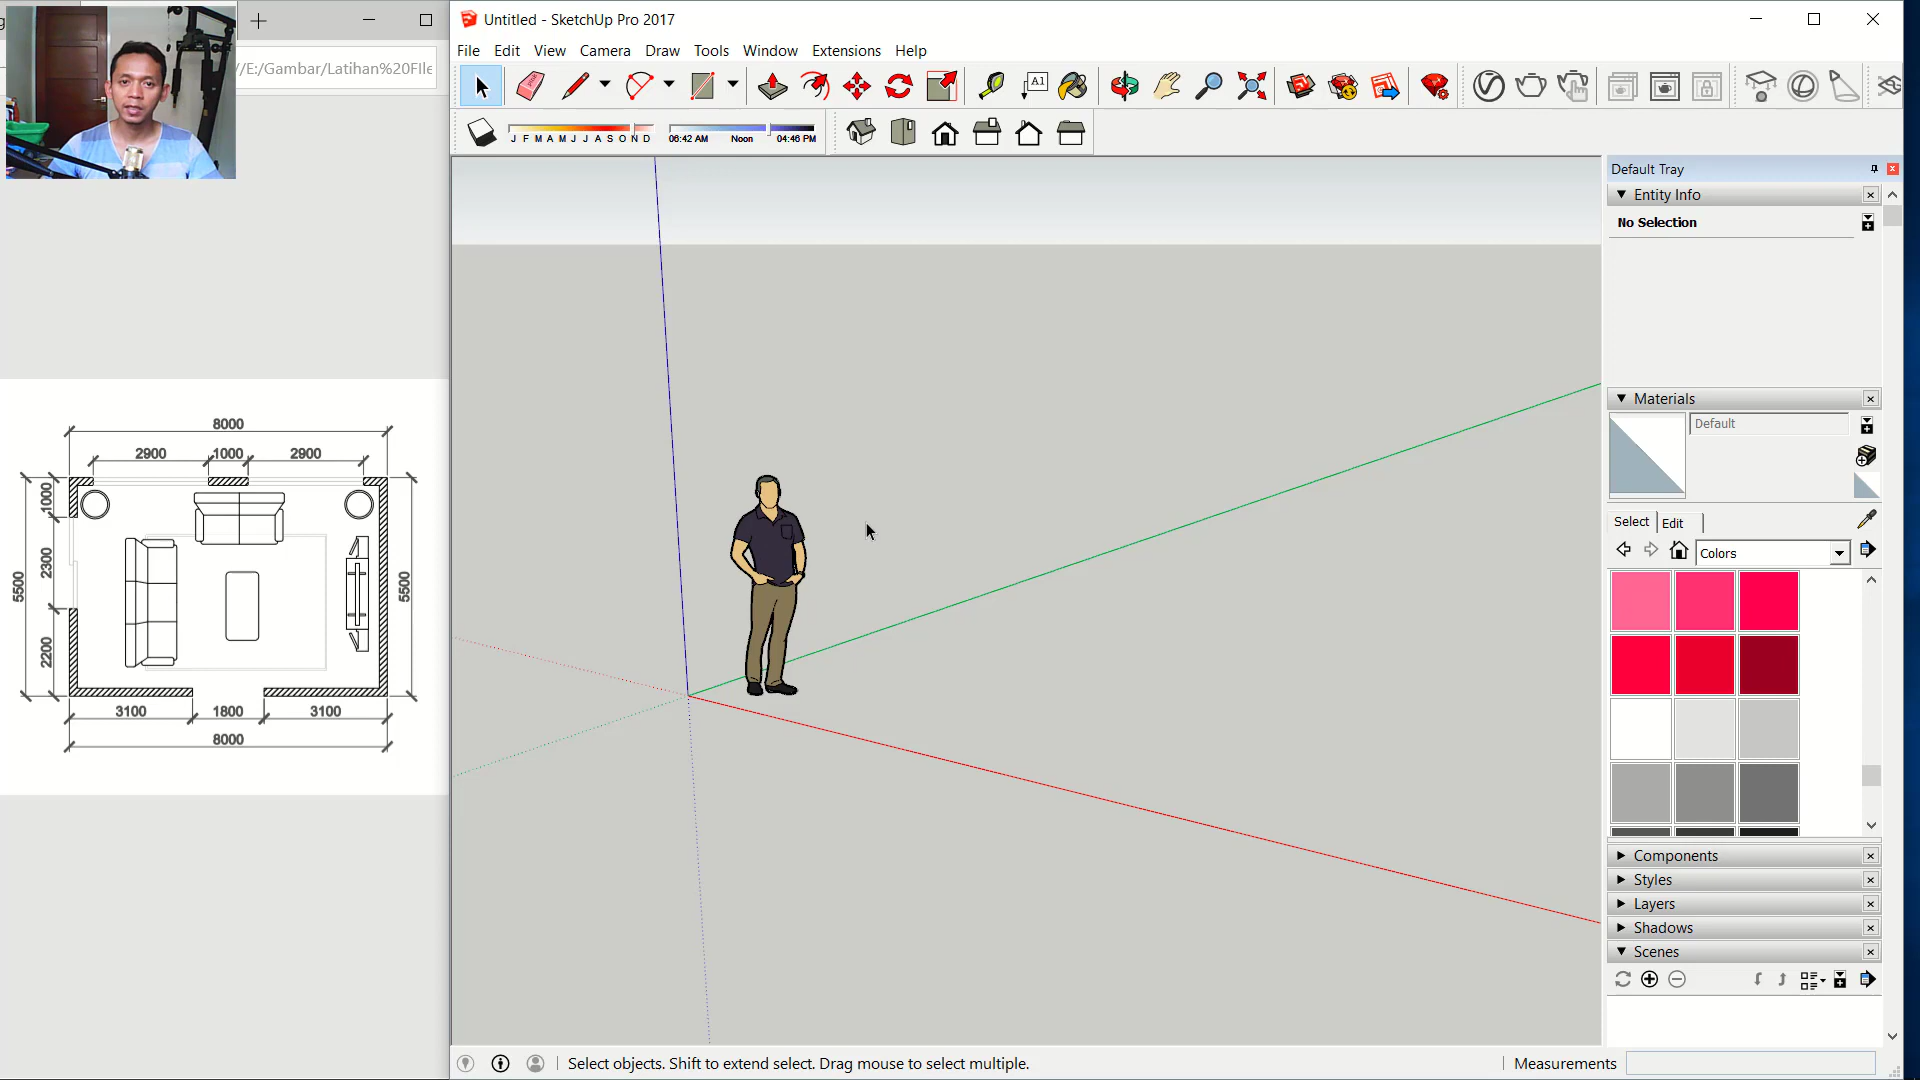 //E:/Gambar/Latihan%20FIle
Untitled - SketchUp Pro 2017
File Edit View Camera Draw Tools Window Extensions Help
A1
J F M A M J J A S O N D
06:42 AM Noon 04:46 PM
Default Tray
Entity Info
No Selection
Materials
Default
Select Edit
Colors
Components
Styles
Layers
Shadows
Scenes
8000
2900 1000 2900
1000
2300
5500
5500
2200
3100 1800 3100
8000
Select objects. Shift to extend select. Drag mouse to select multiple.
Measurements